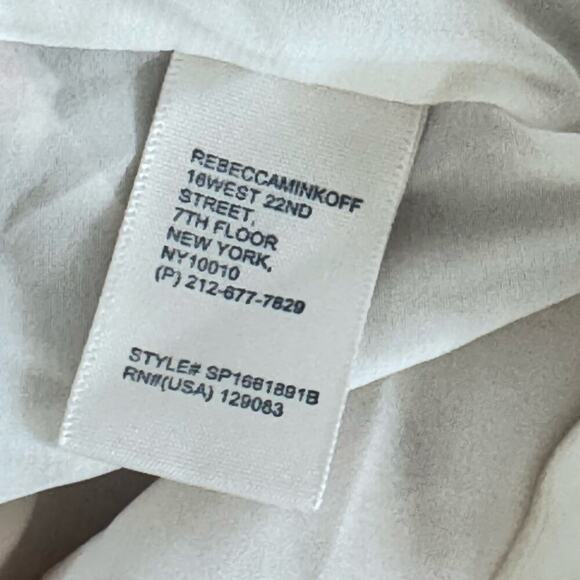 REBECCAMINKOFF
16WEST 22ND
STREET,
7TH FLOOR
NEW YORK,
NY10010
(P) 212-677-7829
STYLE# SP1661891B
RN#(USA) 129083